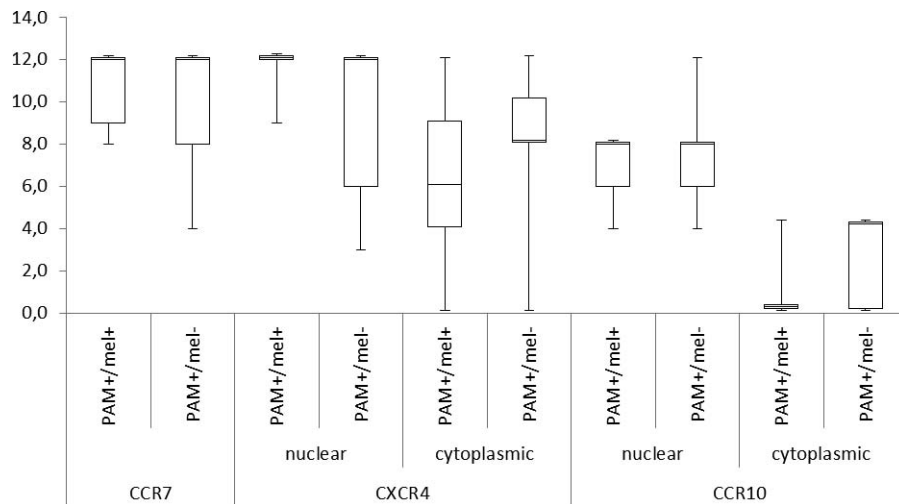 14,0
12,0
10,0
8,0
6,0
4,0
2,0
0,0
PAM+/mel+
PAM+/mel-
PAM+/mel+
PAM+/mel-
PAM+/mel+
PAM+/mel-
PAM+/mel+
PAM+/mel-
PAM+/mel+
PAM+/mel-
nuclear cytoplasmic nuclear cytoplasmic
CCR7 CXCR4 CCR10